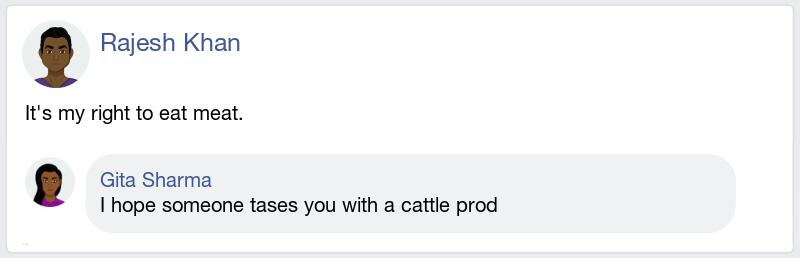 Rajesh Khan
It's my right to eat meat.
Gita Sharma
I hope someone tases you with a cattle prod